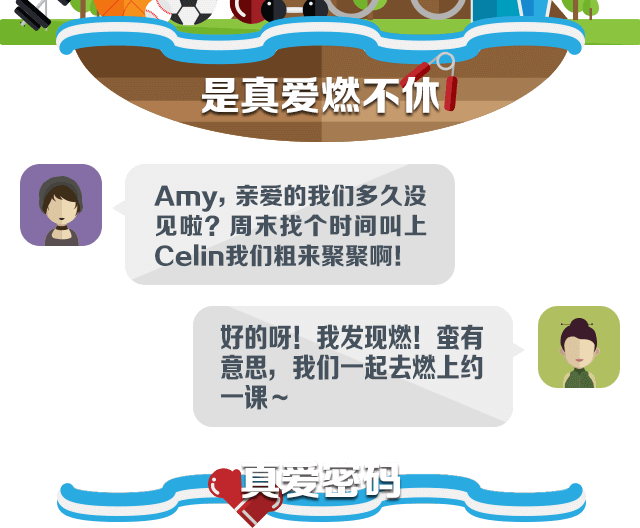 是真爱燃不休
Amy，亲爱的我们多久没
见啦？周末找个时间叫上
Celin我们粗来聚聚啊！
好的呀！我发现燃！蛮有
意思，我们一起去燃上约
一课～
真爱密码